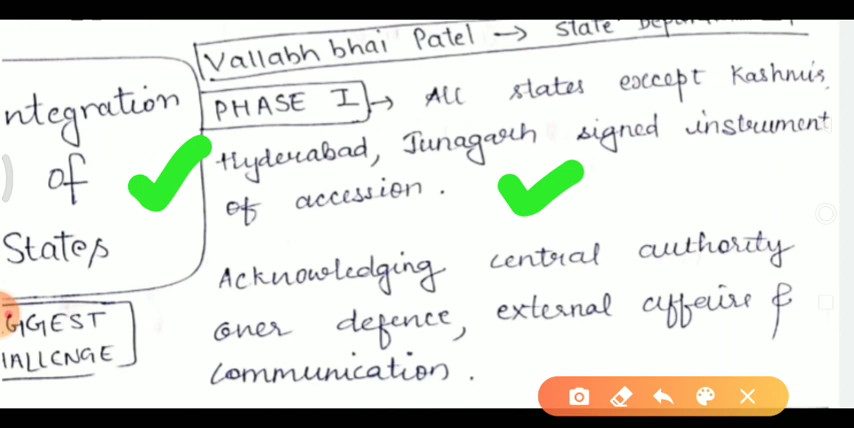 Vallabh bhai Patel → State
PHASE I → All states except Kashmir,
Hyderabad, Junagarh signed instrument
of accession.
Acknowledging central authority
over defence, external affairs &
communication.
ntegration
of
States
GGEST
HALLENGE